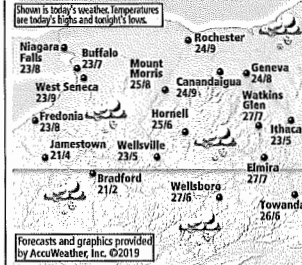 Shown is today's weather. Temperatures
are today's highs and tonight's lows.
Niagara
Falls
23/8
Buffalo
23/7
Rochester
24/9
West Seneca
23/9
Mount
Morris
25/8
Canandaigua
24/9
Geneva
24/8
Watkins
Glen
27/7
Fredonia
23/8
Hornell
25/6
Ithaca
23/5
Jamestown
21/4
Wellsville
23/5
Elmira
27/7
Bradford
21/2
Wellsboro
27/6
Towanda
26/6
Forecasts and graphics provided
by AccuWeather, Inc. ©2019